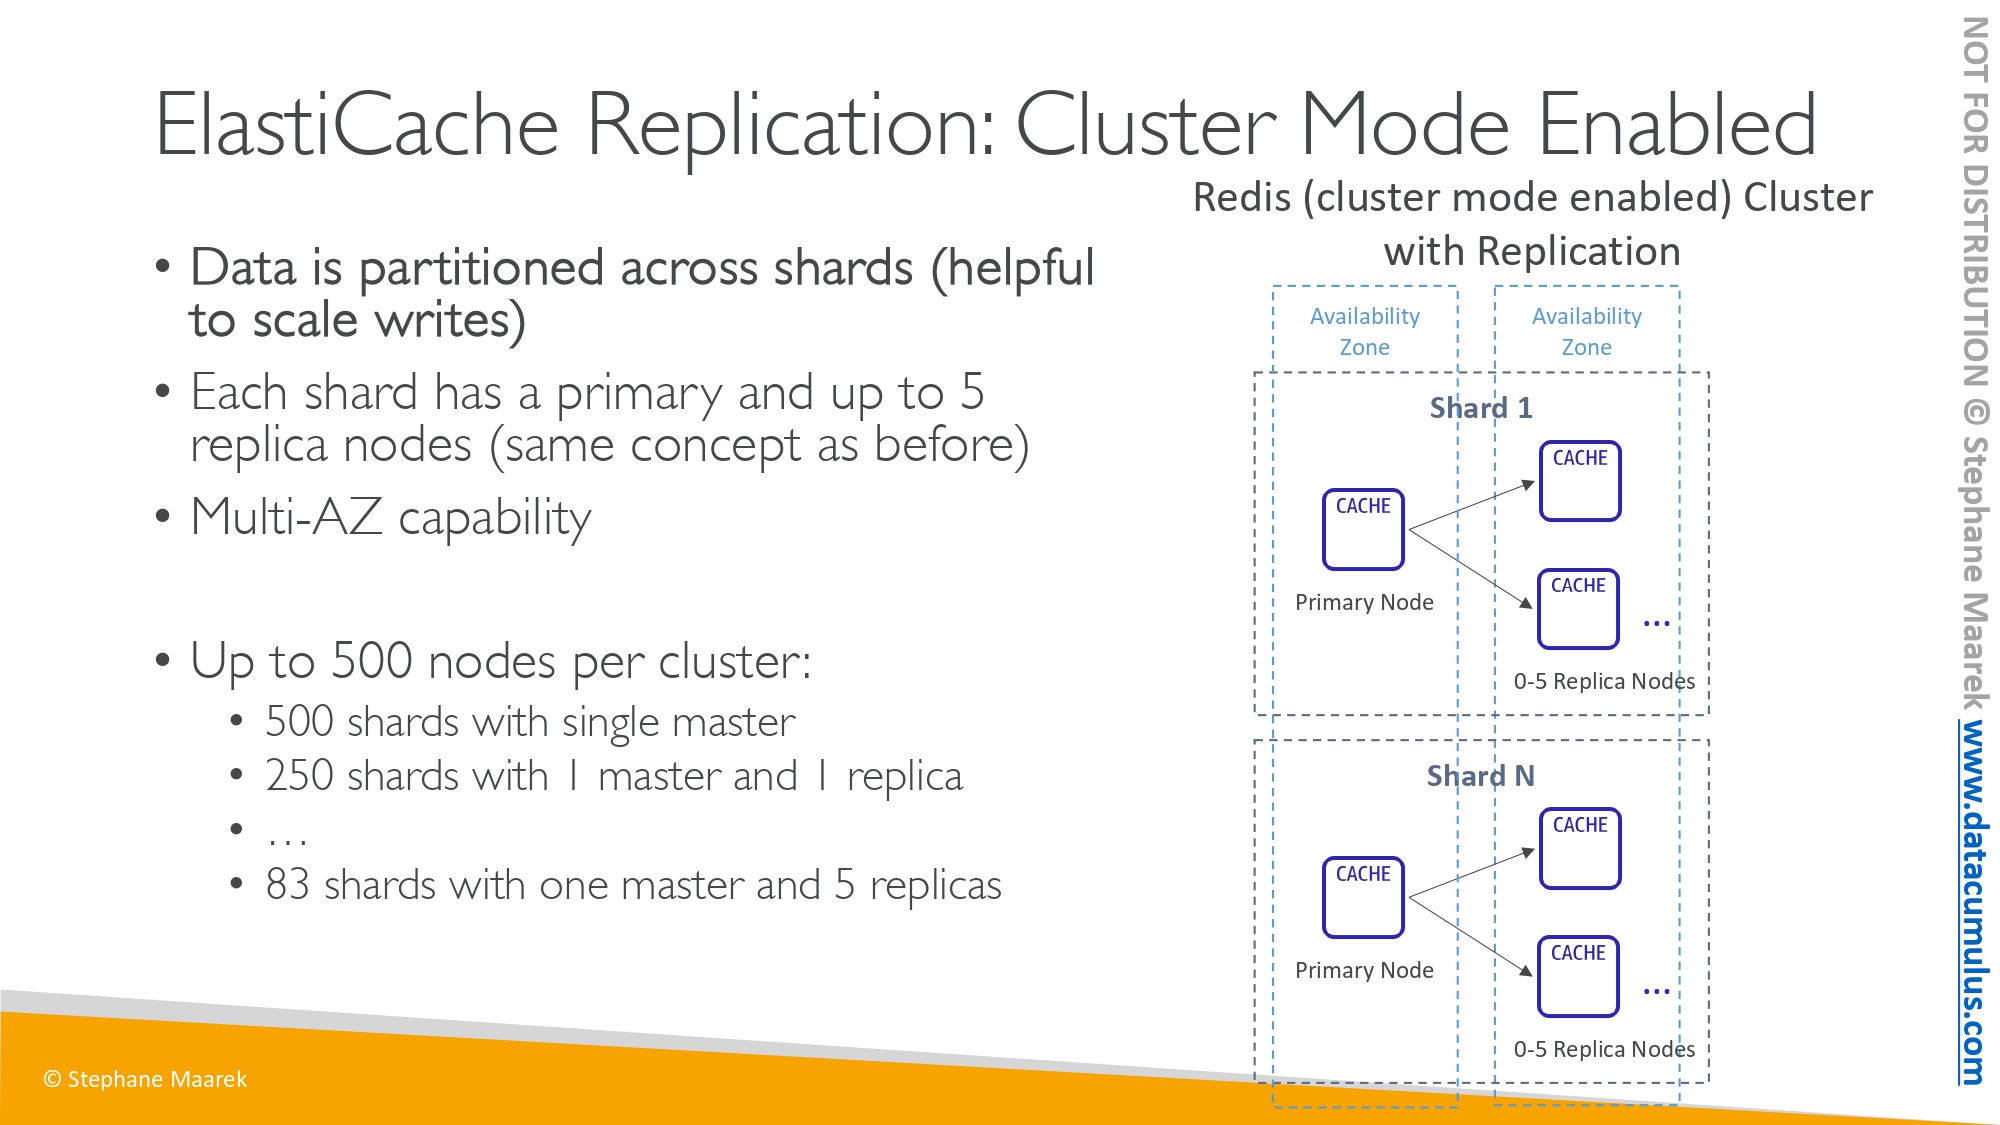 ElastiCache Replication: Cluster Mode Enabled
• Data is partitioned across shards (helpful
to scale writes)
• Each shard has a primary and up to 5
replica nodes (same concept as before)
• Multi-AZ capability
• Up to 500 nodes per cluster:
• 500 shards with single master
• 250 shards with 1 master and 1 replica
• …
• 83 shards with one master and 5 replicas
Redis (cluster mode enabled) Cluster
with Replication
Availability
Zone
Availability
Zone
Shard 1
CACHE
CACHE
Primary Node
CACHE
...
0-5 Replica Nodes
Shard N
CACHE
CACHE
Primary Node
CACHE
...
0-5 Replica Nodes
© Stephane Maarek
NOT FOR DISTRIBUTION © Stephane Maarek www.datacumulus.com